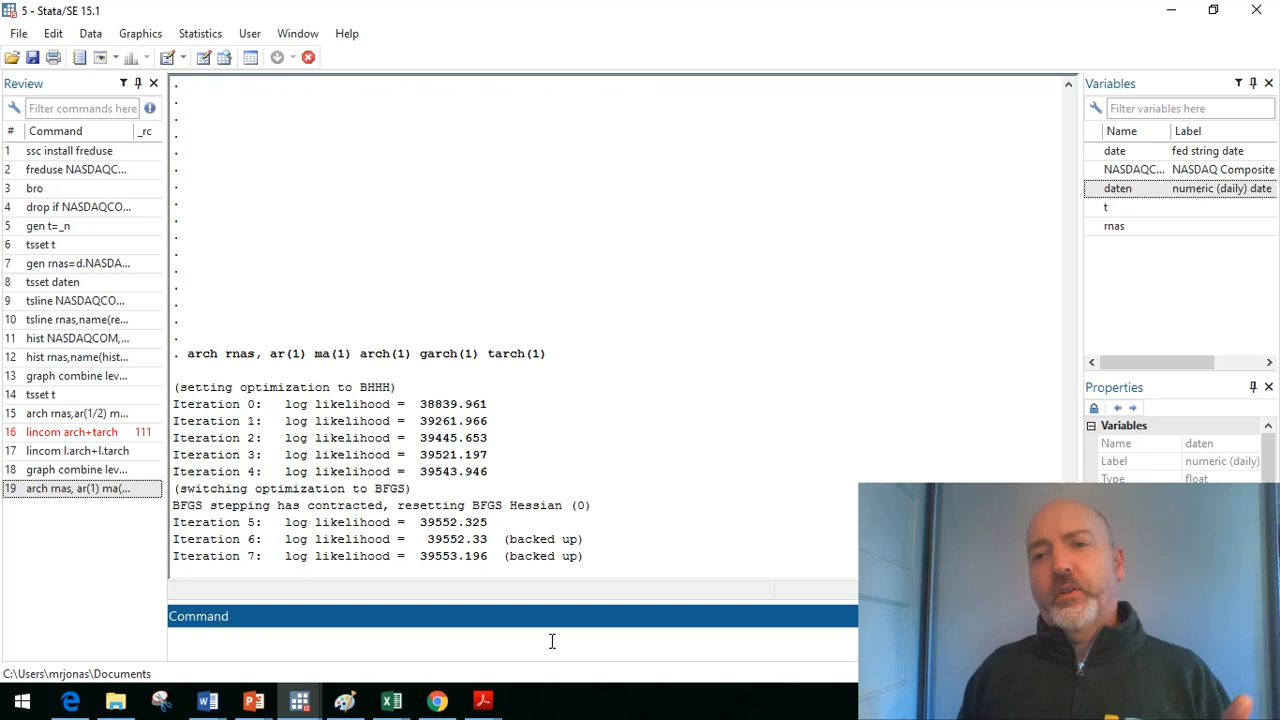 5 - Stata/SE 15.1
File Edit Data Graphics Statistics User Window Help
Review
Filter commands here
# Command _rc
1 ssc install freduse
2 freduse NASDAQC...
3 bro
4 drop if NASDAQCO...
5 gen t=_n
6 tsset t
7 gen rnas=d.NASDA...
8 tsset daten
9 tsline NASDAQCO...
10 tsline rnas,name(re...
11 hist NASDAQCOM,...
12 hist rnas,name(hist...
13 graph combine lev...
14 tsset t
15 arch rnas,ar(1/2) m...
16 lincom arch+tarch 111
17 lincom l.arch+l.tarch
18 graph combine lev...
19 arch rnas, ar(1) ma(...
. arch rnas, ar(1) ma(1) arch(1) garch(1) tarch(1)
(setting optimization to BHHH)
Iteration 0: log likelihood = 38839.961
Iteration 1: log likelihood = 39261.966
Iteration 2: log likelihood = 39445.653
Iteration 3: log likelihood = 39521.197
Iteration 4: log likelihood = 39543.946
(switching optimization to BFGS)
BFGS stepping has contracted, resetting BFGS Hessian (0)
Iteration 5: log likelihood = 39552.325
Iteration 6: log likelihood = 39552.33 (backed up)
Iteration 7: log likelihood = 39553.196 (backed up)
Command
Variables
Filter variables here
Name Label
date fed string date
NASDAQC... NASDAQ Composite
daten numeric (daily) date
t
rnas
Properties
Variables
Name daten
Label numeric (daily)
Type float
C:\Users\mrjonas\Documents